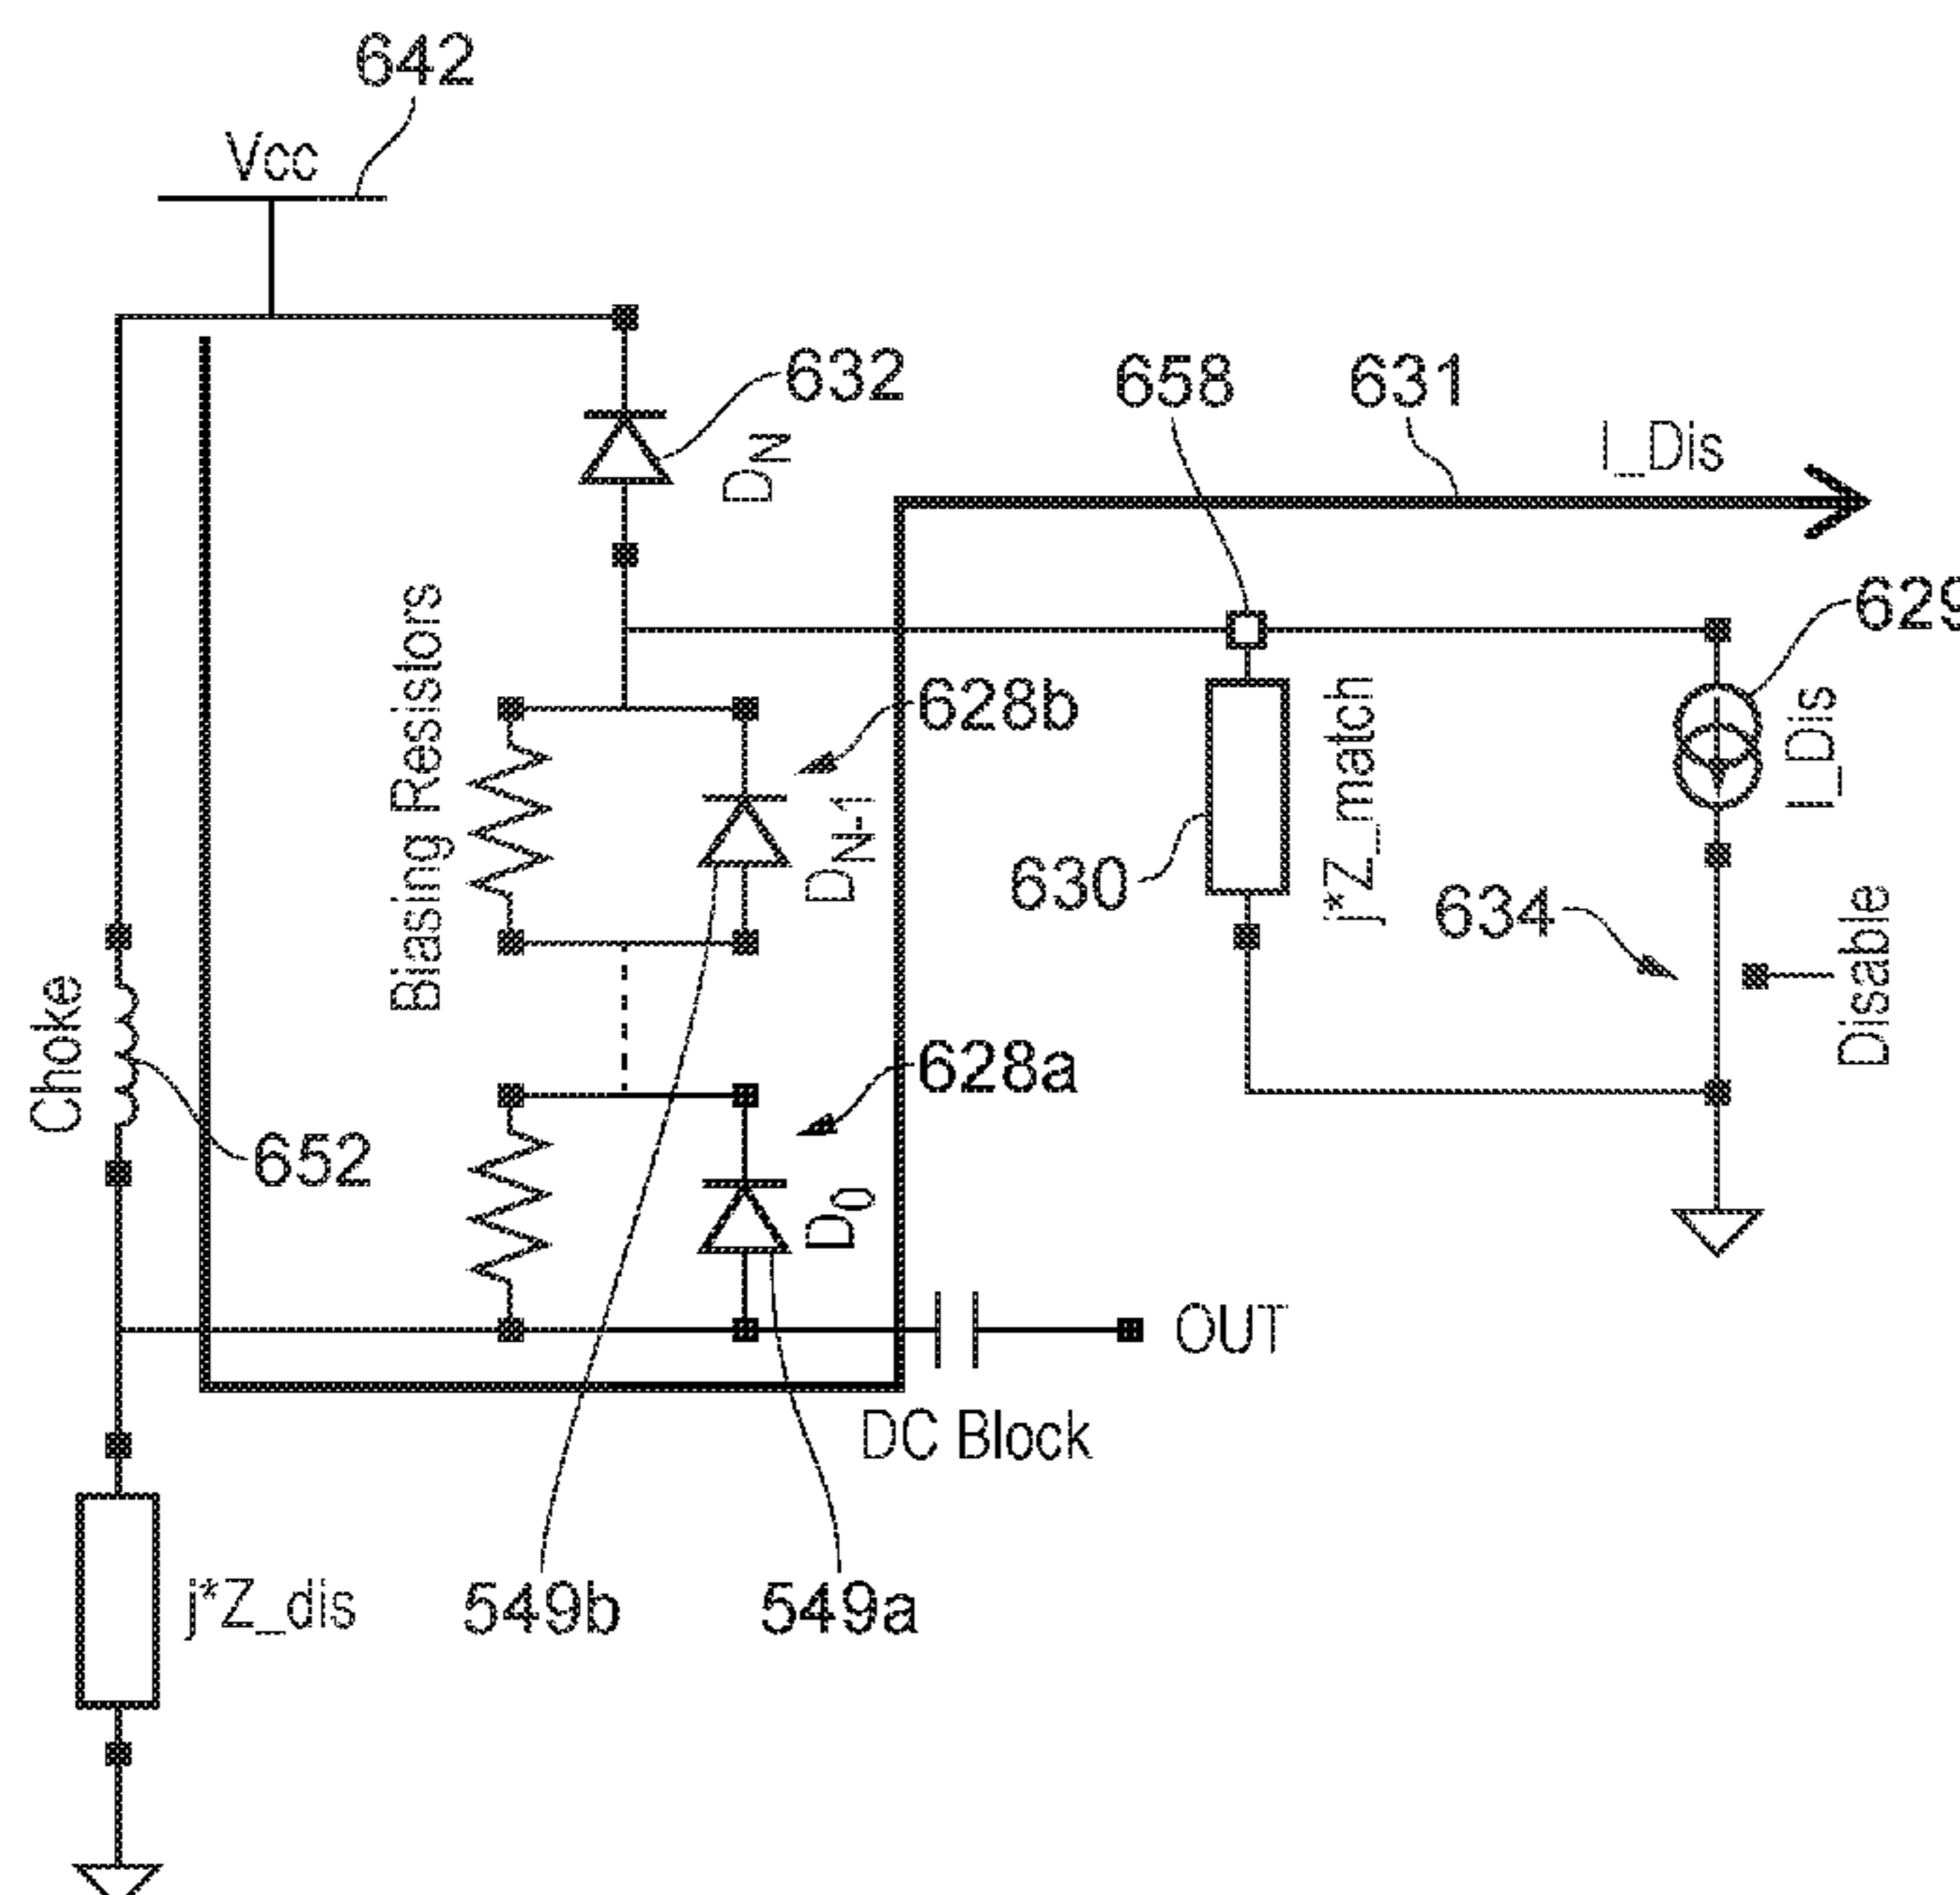 642
Vcc
632
658
631
I_Dis
DN
629
Biasing Resistors
628b
I_Dis
j*Z_match
DN-1
630
634
Disable
Choke
628a
652
D0
OUT
DC Block
j*Z_dis
549b
549a